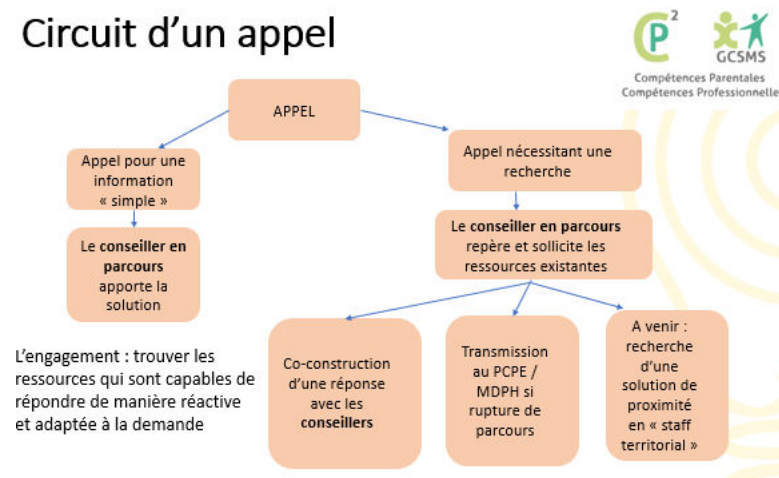 Circuit d’un appel
CP²
GCSMS
Compétences Parentales
Compétences Professionnelle
APPEL
Appel pour une
information
« simple »
Le conseiller en
parcours
apporte la
solution
Appel nécessitant une
recherche
Le conseiller en parcours
repère et sollicite les
ressources existantes
Co-construction
d’une réponse
avec les
conseillers
Transmission
au PCPE /
MDPH si
rupture de
parcours
A venir :
recherche
d’une
solution de
proximité
en « staff
territorial »
L’engagement : trouver les
ressources qui sont capables de
répondre de manière réactive
et adaptée à la demande